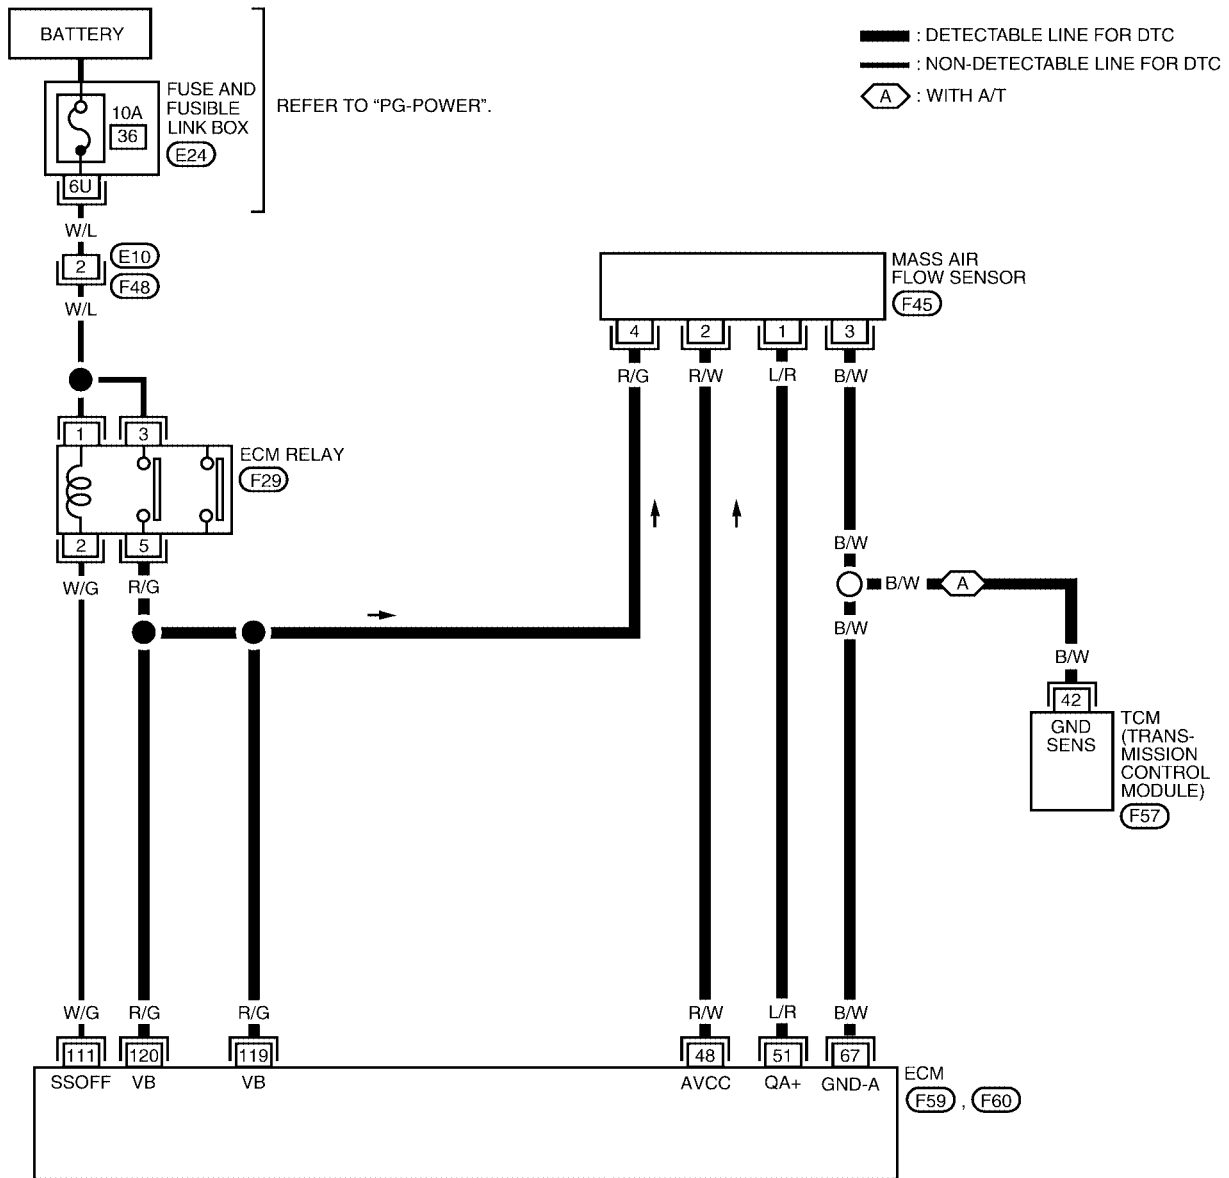 BATTERY
FUSE AND
FUSIBLE
LINK BOX
E24
10A
36
6U
REFER TO “PG-POWER”.
: DETECTABLE LINE FOR DTC
: NON-DETECTABLE LINE FOR DTC
A : WITH A/T
W/L
2
E10
F48
W/L
MASS AIR
FLOW SENSOR
F45
4 2 1 3
R/G R/W L/R B/W
1 3
ECM RELAY
F29
2 5
W/G R/G
B/W
B/W A
B/W
B/W
42
GND
SENS
TCM
(TRANS-
MISSION
CONTROL
MODULE)
F57
W/G R/G R/G R/W L/R B/W
111 120 119 48 51 67
SSOFF VB VB AVCC QA+ GND-A
ECM
F59 , F60